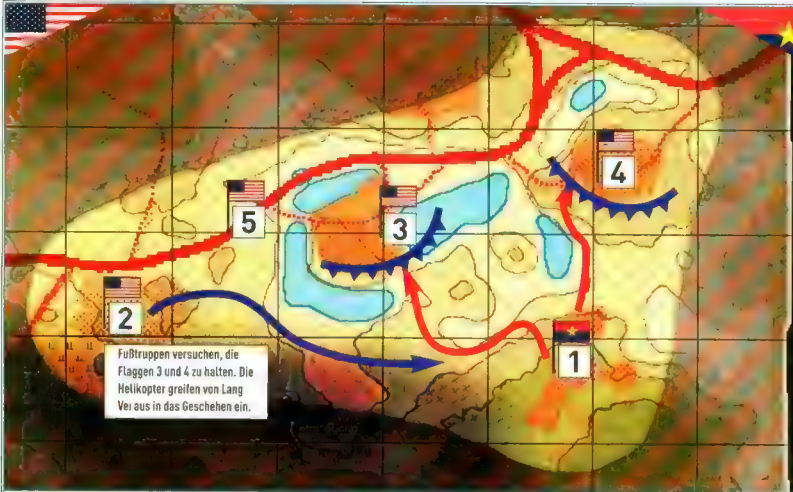 4
5
3
2
1
Fußtruppen versuchen, die
Flaggen 3 und 4 zu halten. Die
Helikopter greifen von Lang
Vei aus in das Geschehen ein.